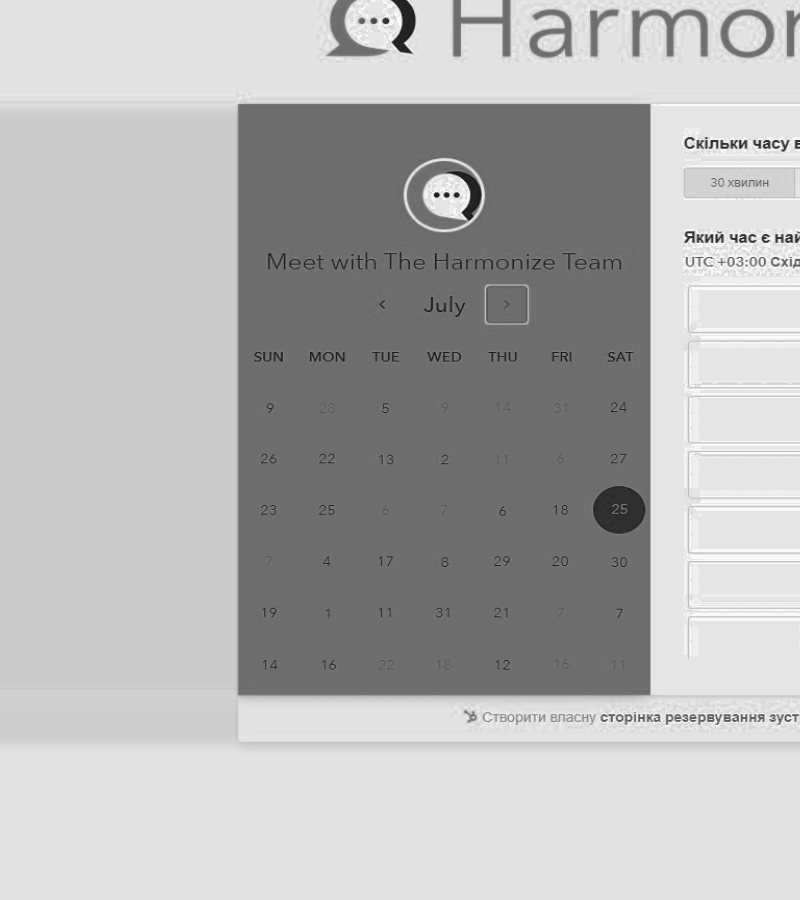 Harmon
Meet with The Harmonize Team
July
SUN MON TUE WED THU FRI SAT
9 28 5 9 14 31 24
26 22 13 2 11 6 27
23 25 6 7 6 18 25
7 4 17 8 29 20 30
19 1 11 31 21 7 7
14 16 22 18 12 16 11
Скільки часу в
30 хвилин
Який час є най
UTC +03:00 Схід
Створити власну сторінка резервування зуст